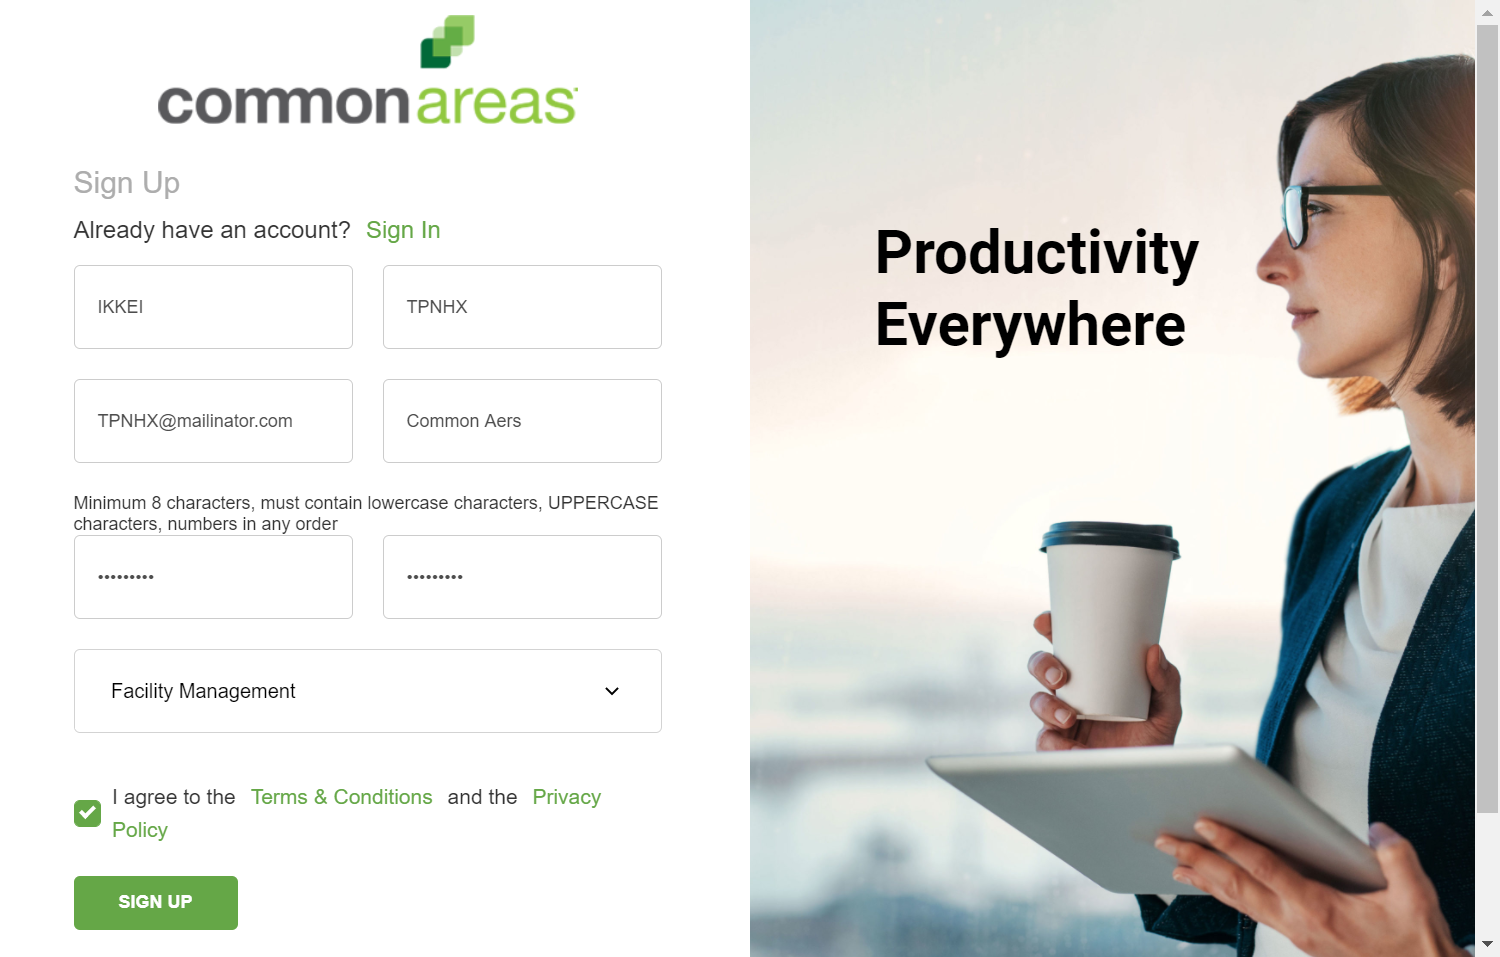 commonareas
Sign Up
Already have an account? Sign In
IKKEI
TPNHX
TPNHX@mailinator.com
Common Aers
Minimum 8 characters, must contain lowercase characters, UPPERCASE
characters, numbers in any order
•••••••••
•••••••••
Facility Management
I agree to the Terms & Conditions and the Privacy
Policy
SIGN UP
Productivity
Everywhere